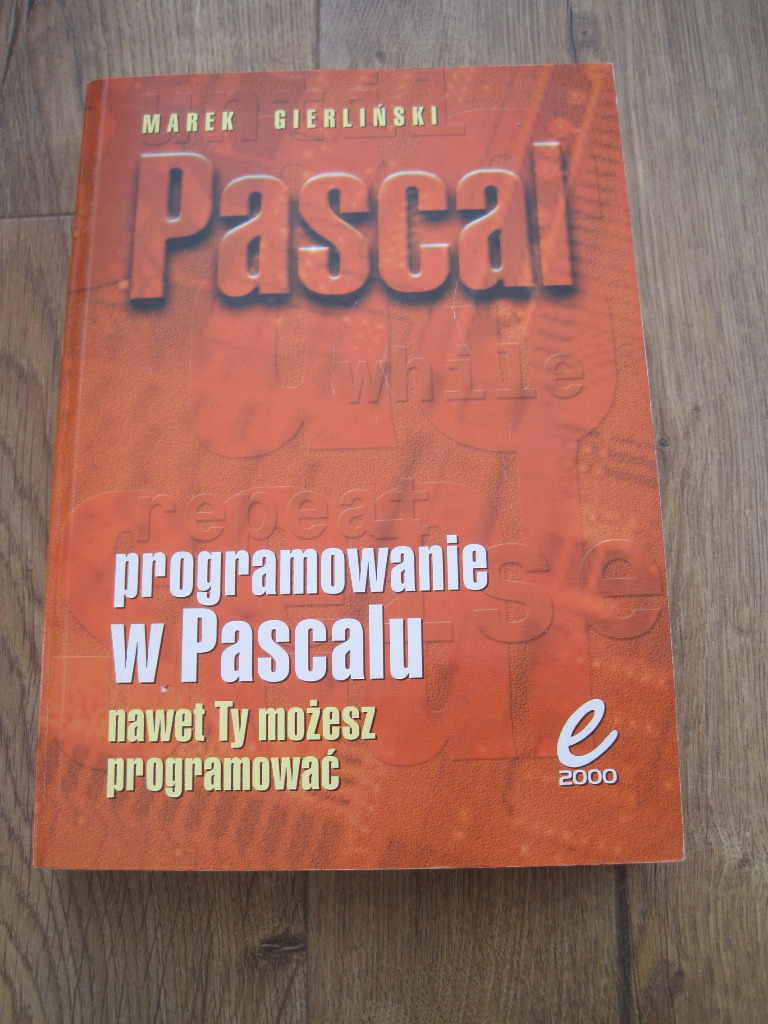 MAREK GIERLIŃSKI
Pascal
while
repeat
programowanie
w Pascalu
nawet Ty możesz
programować
e
2000